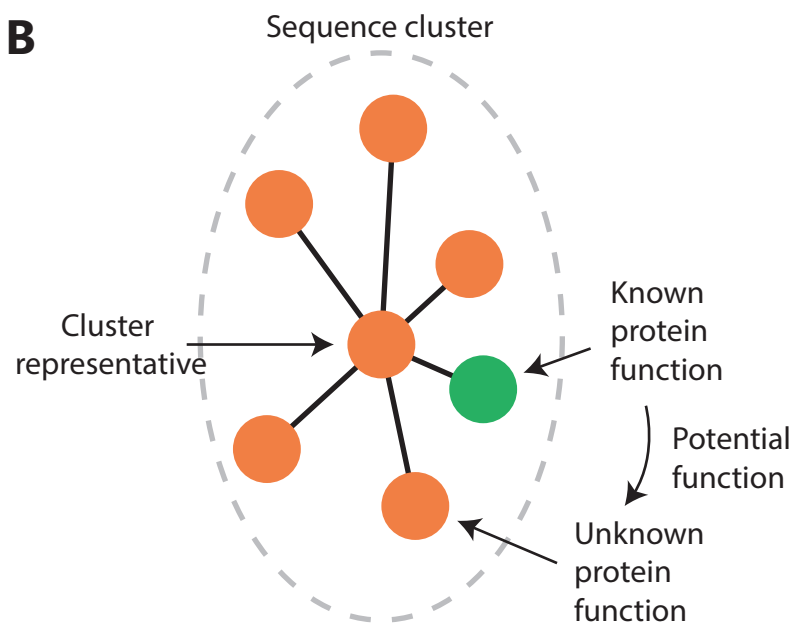 B
Sequence cluster
Cluster
representative
Known
protein
function
Potential
function
Unknown
protein
function